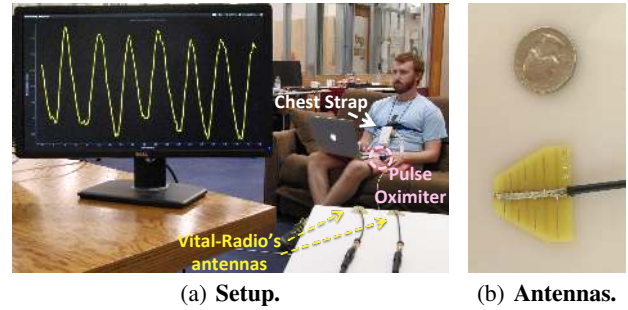 Chest Strap
Pulse
Oximiter
Vital-Radio's
antennas
DELL
(a) Setup.
(b) Antennas.